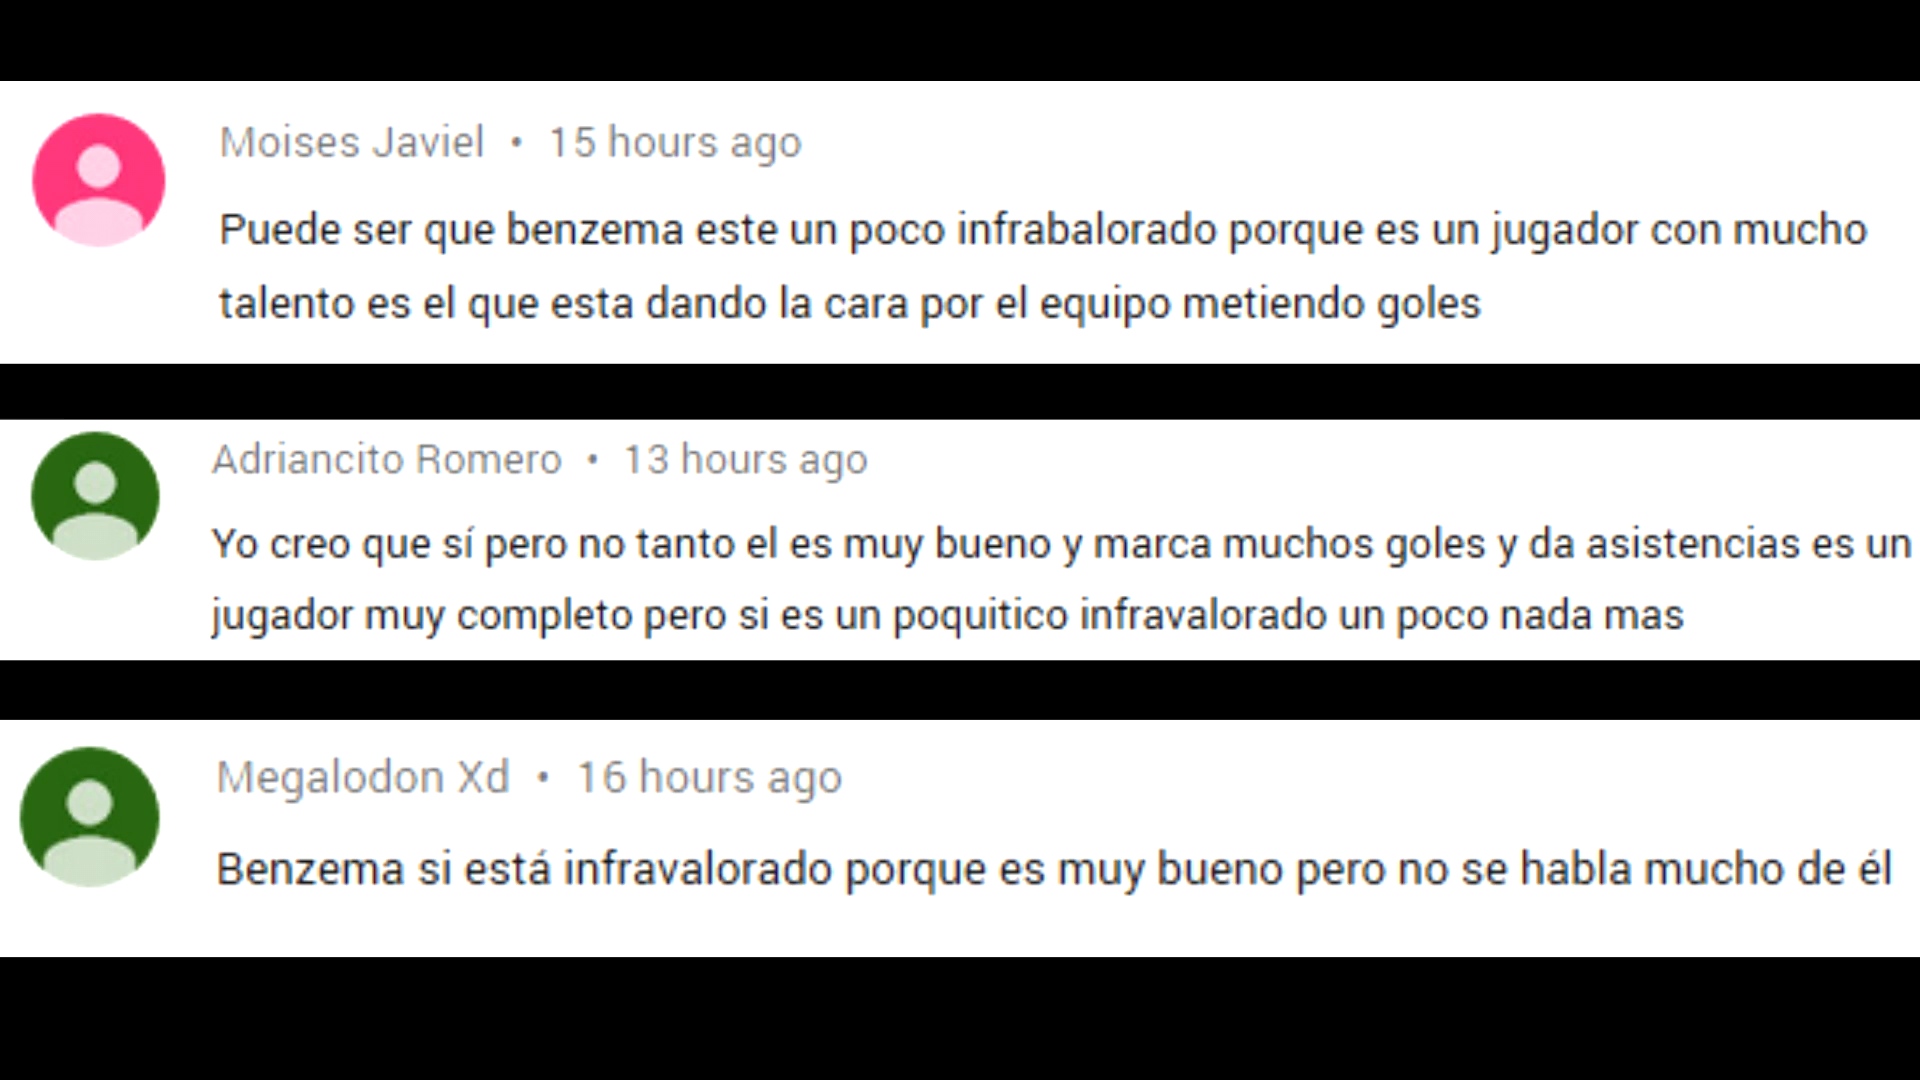 Moises Javiel • 15 hours ago
Puede ser que benzema este un poco infrabalorado porque es un jugador con mucho
talento es el que esta dando la cara por el equipo metiendo goles
Adriancito Romero • 13 hours ago
Yo creo que sí pero no tanto el es muy bueno y marca muchos goles y da asistencias es un
jugador muy completo pero si es un poquitico infravalorado un poco nada mas
Megalodon Xd • 16 hours ago
Benzema si está infravalorado porque es muy bueno pero no se habla mucho de él